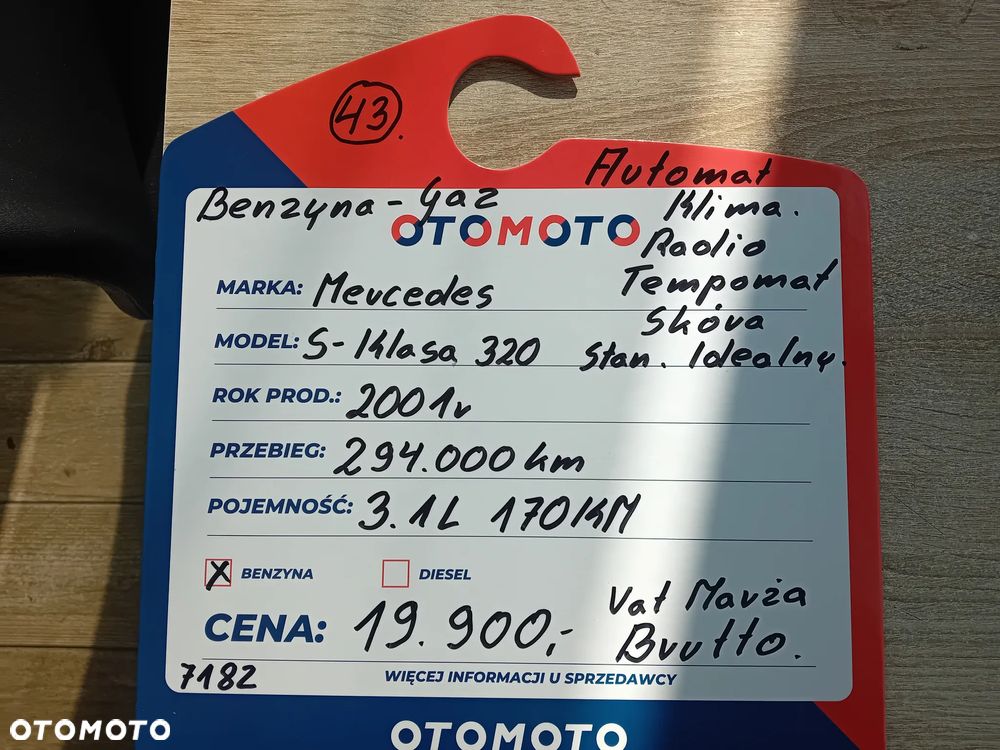 43.
Benzyna - Gaz
Automat
OTOMOTO
Klima.
Radio
MARKA: Mercedes
Tempomat
Skóra
MODEL: S-Klasa 320
Stan. Idealny.
ROK PROD.: 2001r
PRZEBIEG: 294.000 km
POJEMNOŚĆ: 3.1L 170KM
X BENZYNA DIESEL
CENA: 19.900,-
Vat Marża
Brutto.
7182
WIĘCEJ INFORMACJI U SPRZEDAWCY
OTOMOTO
OTOMOTO